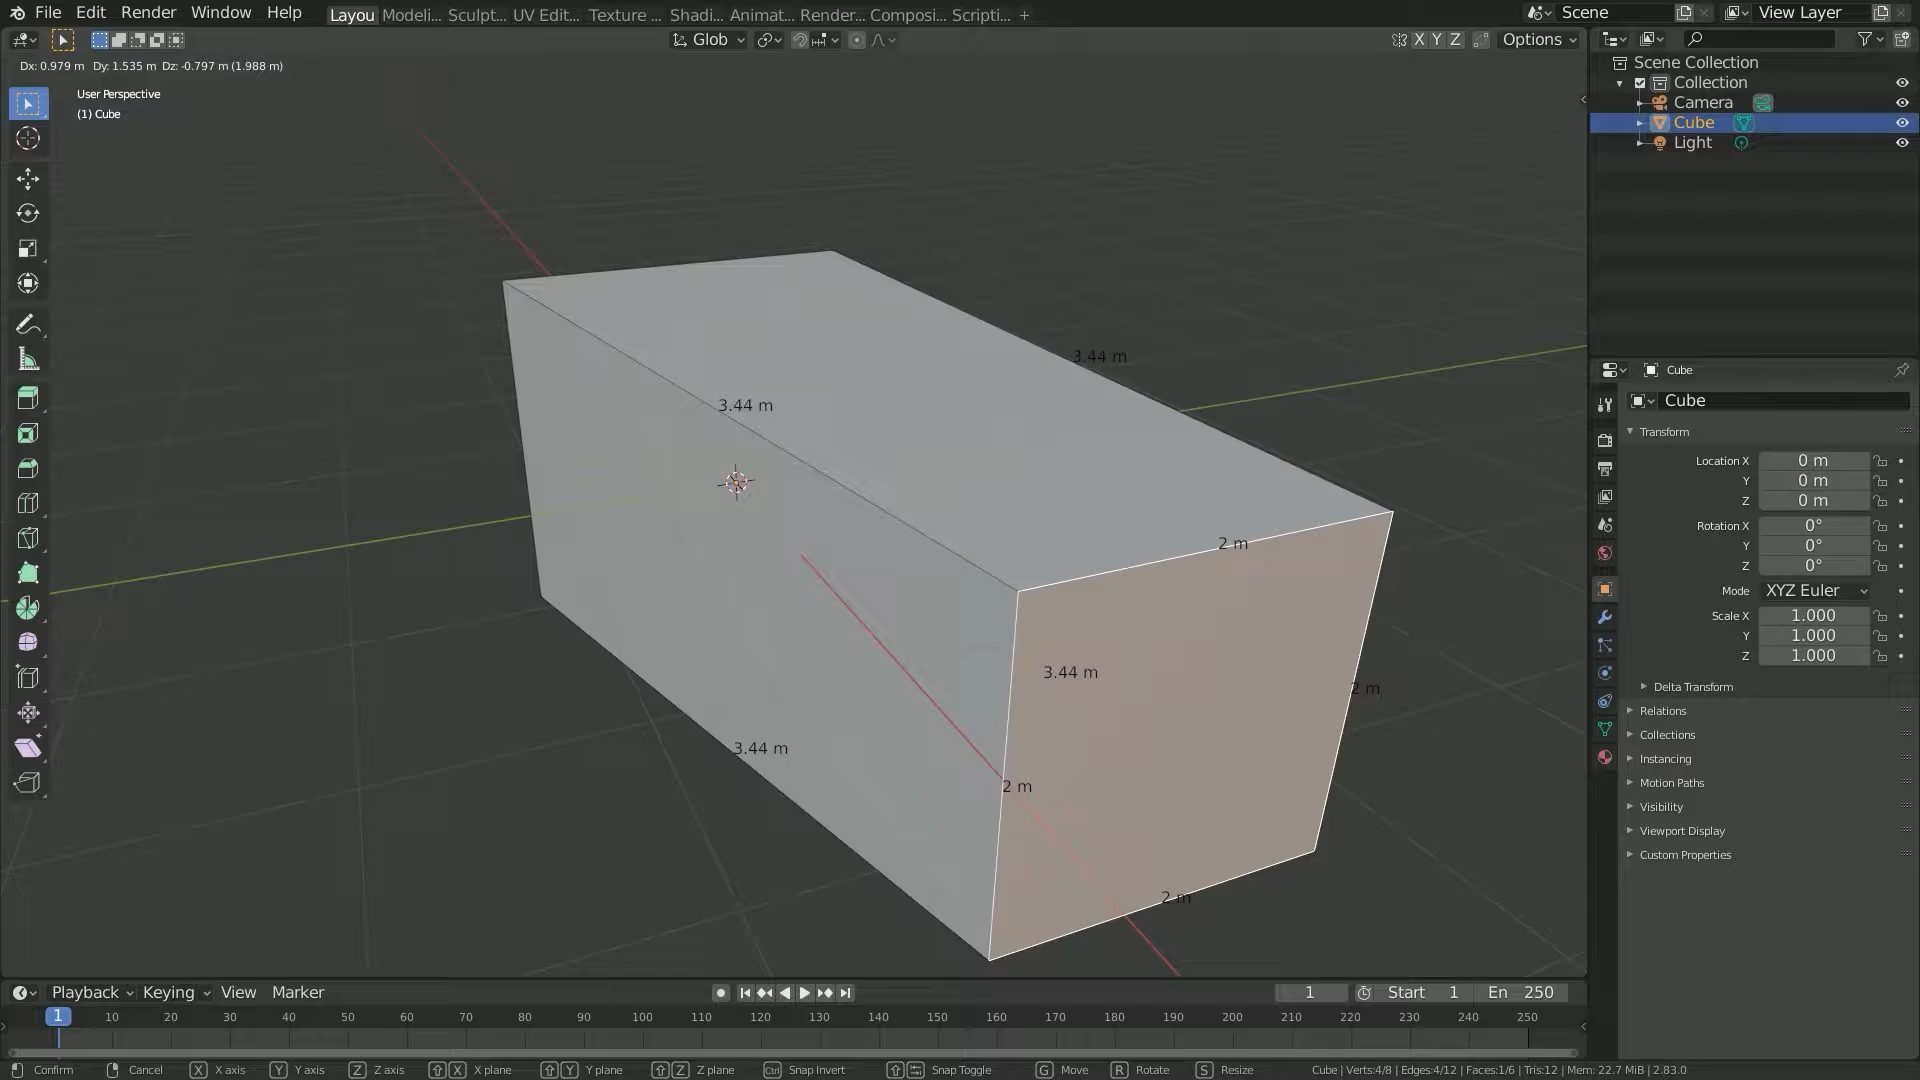 File Edit Render Window Help Layou Modeli... Sculpt... UV Edit... Texture ... Shadi... Animat... Render... Composi... Scripti... + Scene View Layer
Glob X Y Z Options
Dx: 0.979 m Dy: 1.535 m Dz: -0.797 m (1.988 m)
User Perspective
(1) Cube
Scene Collection
Collection
Camera
Cube
Light
3.44 m
3.44 m
2 m
3.44 m
2 m
3.44 m
2 m
2 m
Cube
Cube
Transform
Location X 0 m
Y 0 m
Z 0 m
Rotation X 0°
Y 0°
Z 0°
Mode XYZ Euler
Scale X 1.000
Y 1.000
Z 1.000
Delta Transform
Relations
Collections
Instancing
Motion Paths
Visibility
Viewport Display
Custom Properties
Playback Keying View Marker 1 Start 1 En 250
1 10 20 30 40 50 60 70 80 90 100 110 120 130 140 150 160 170 180 190 200 210 220 230 240 250
Confirm Cancel X X axis Y Y axis Z Z axis X X plane Y Y plane Z Z plane Ctrl Snap Invert Snap Toggle G Move R Rotate S Resize Cube | Verts:4/8 | Edges:4/12 | Faces:1/6 | Tris:12 | Mem: 22.7 MiB | 2.83.0